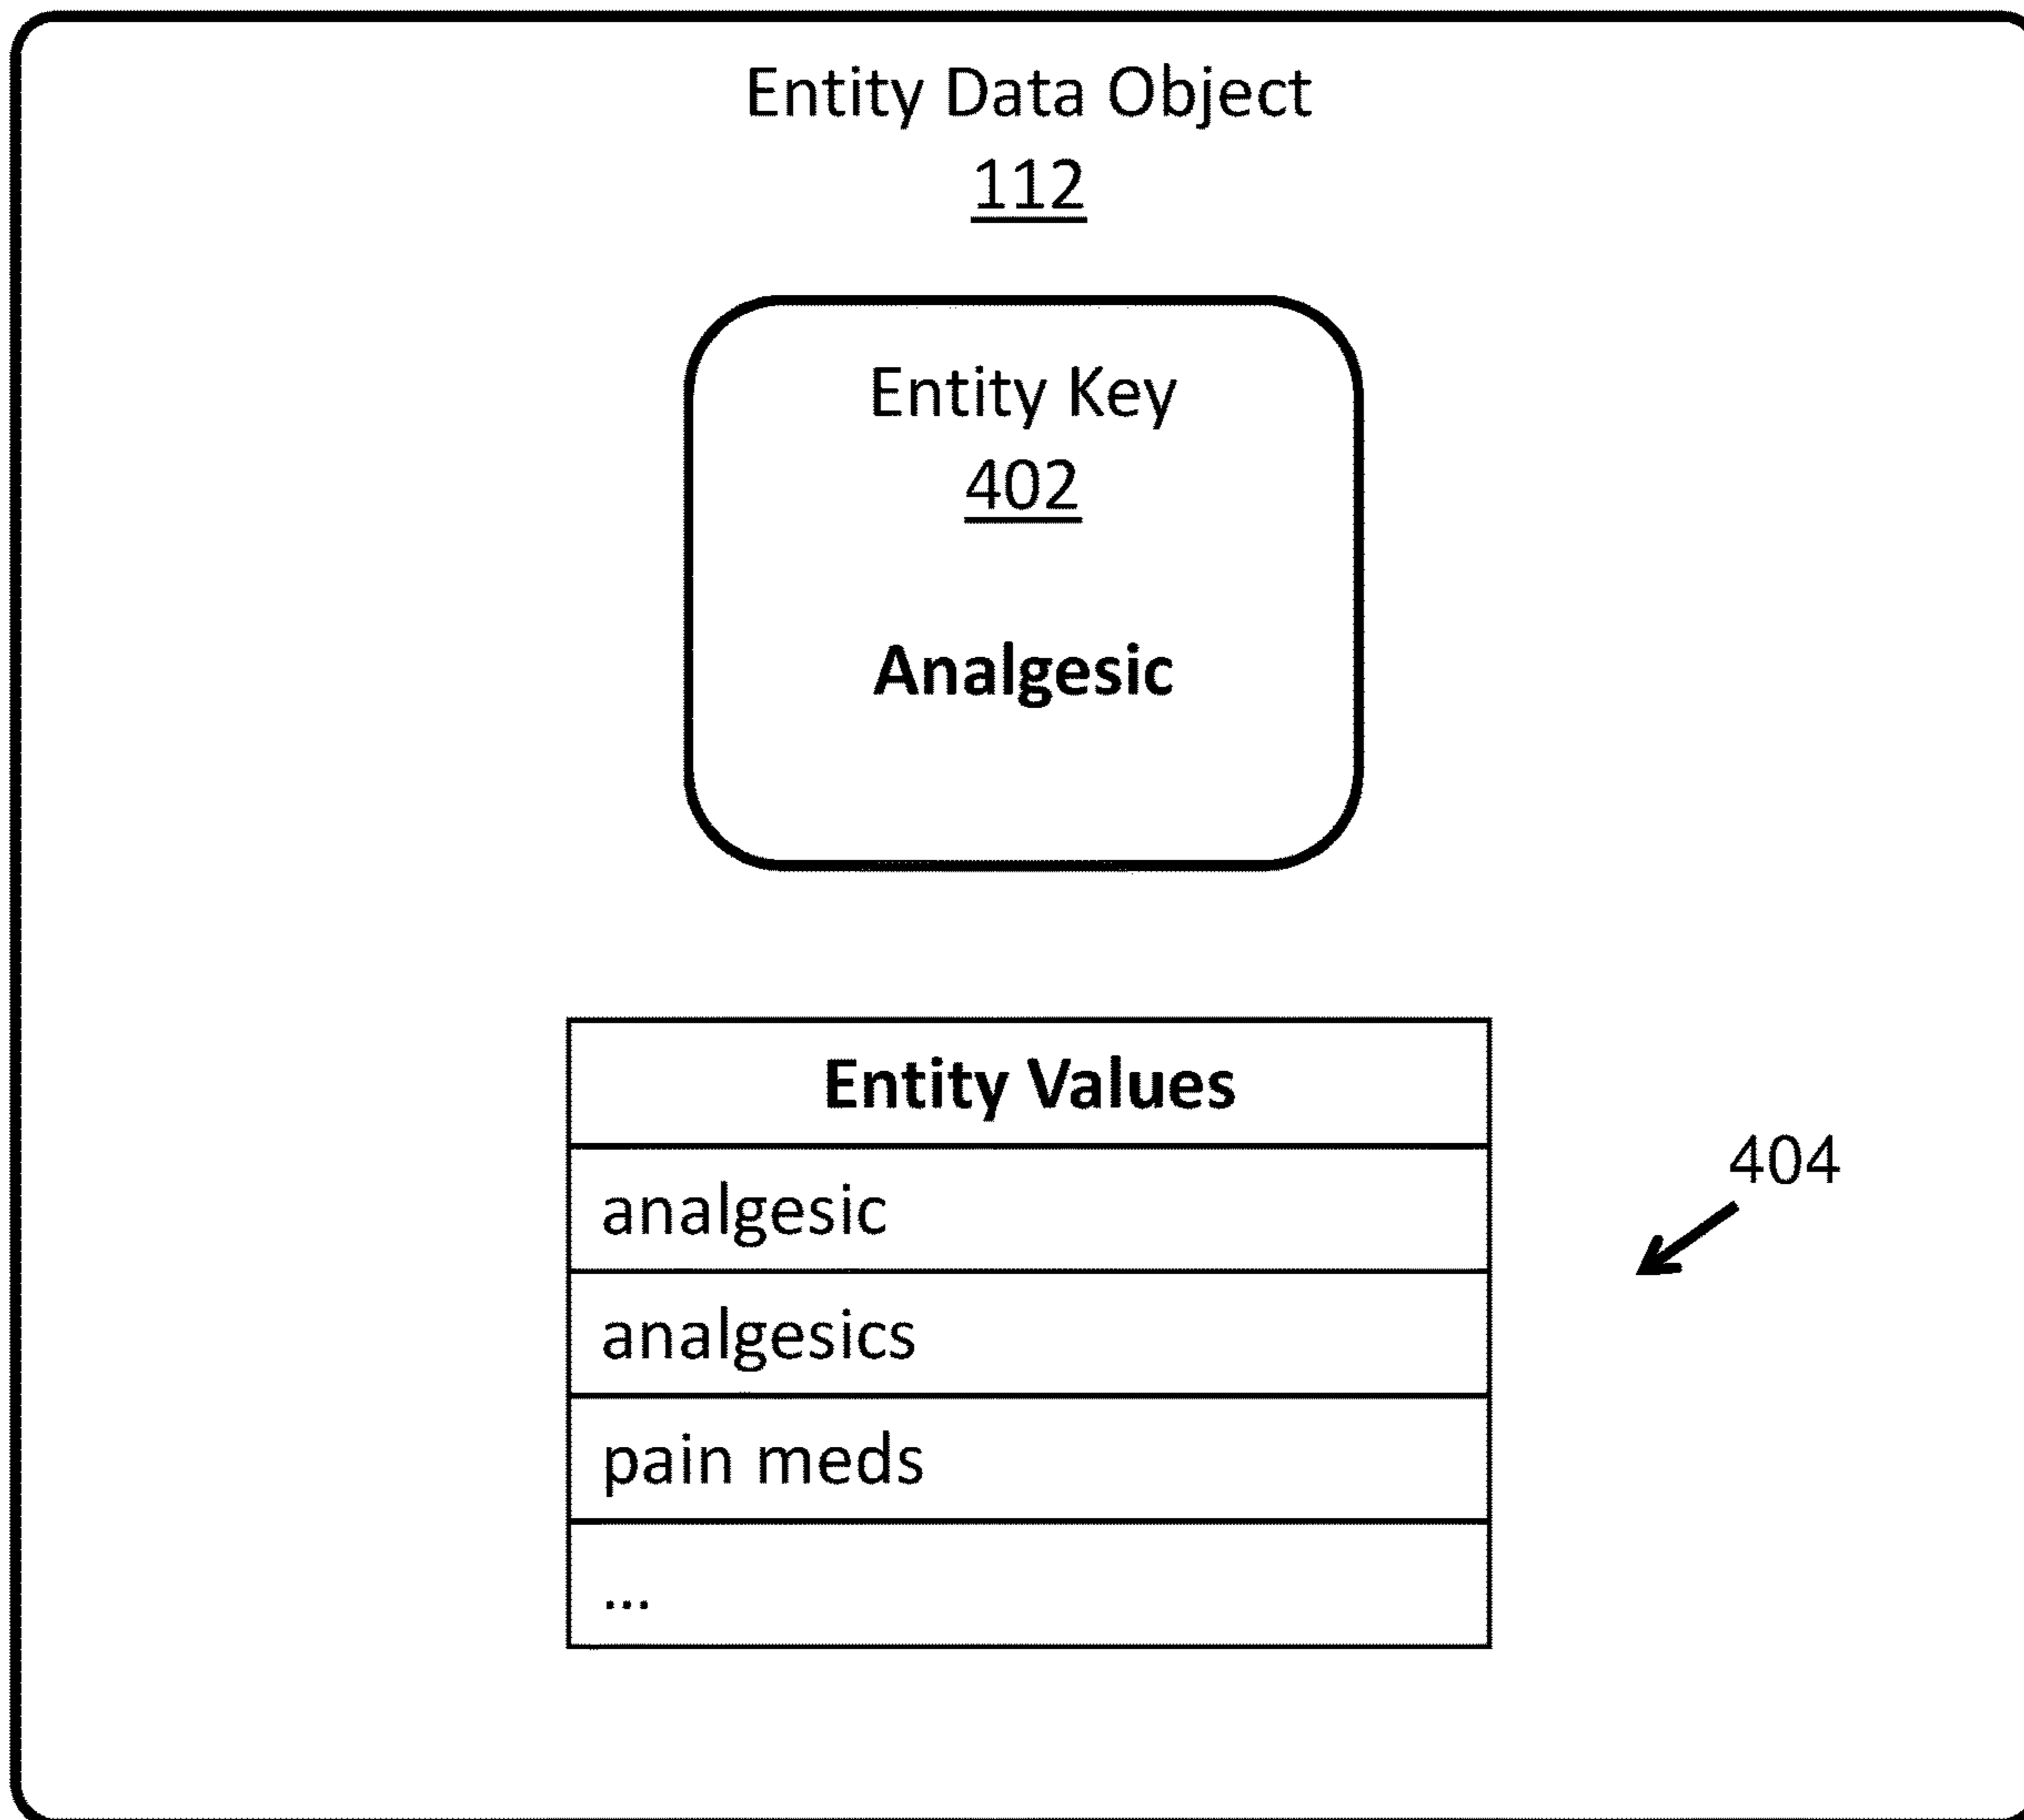 Entity Data Object
112
Entity Key
402
Analgesic
Entity Values
analgesic
404
analgesics
pain meds
...